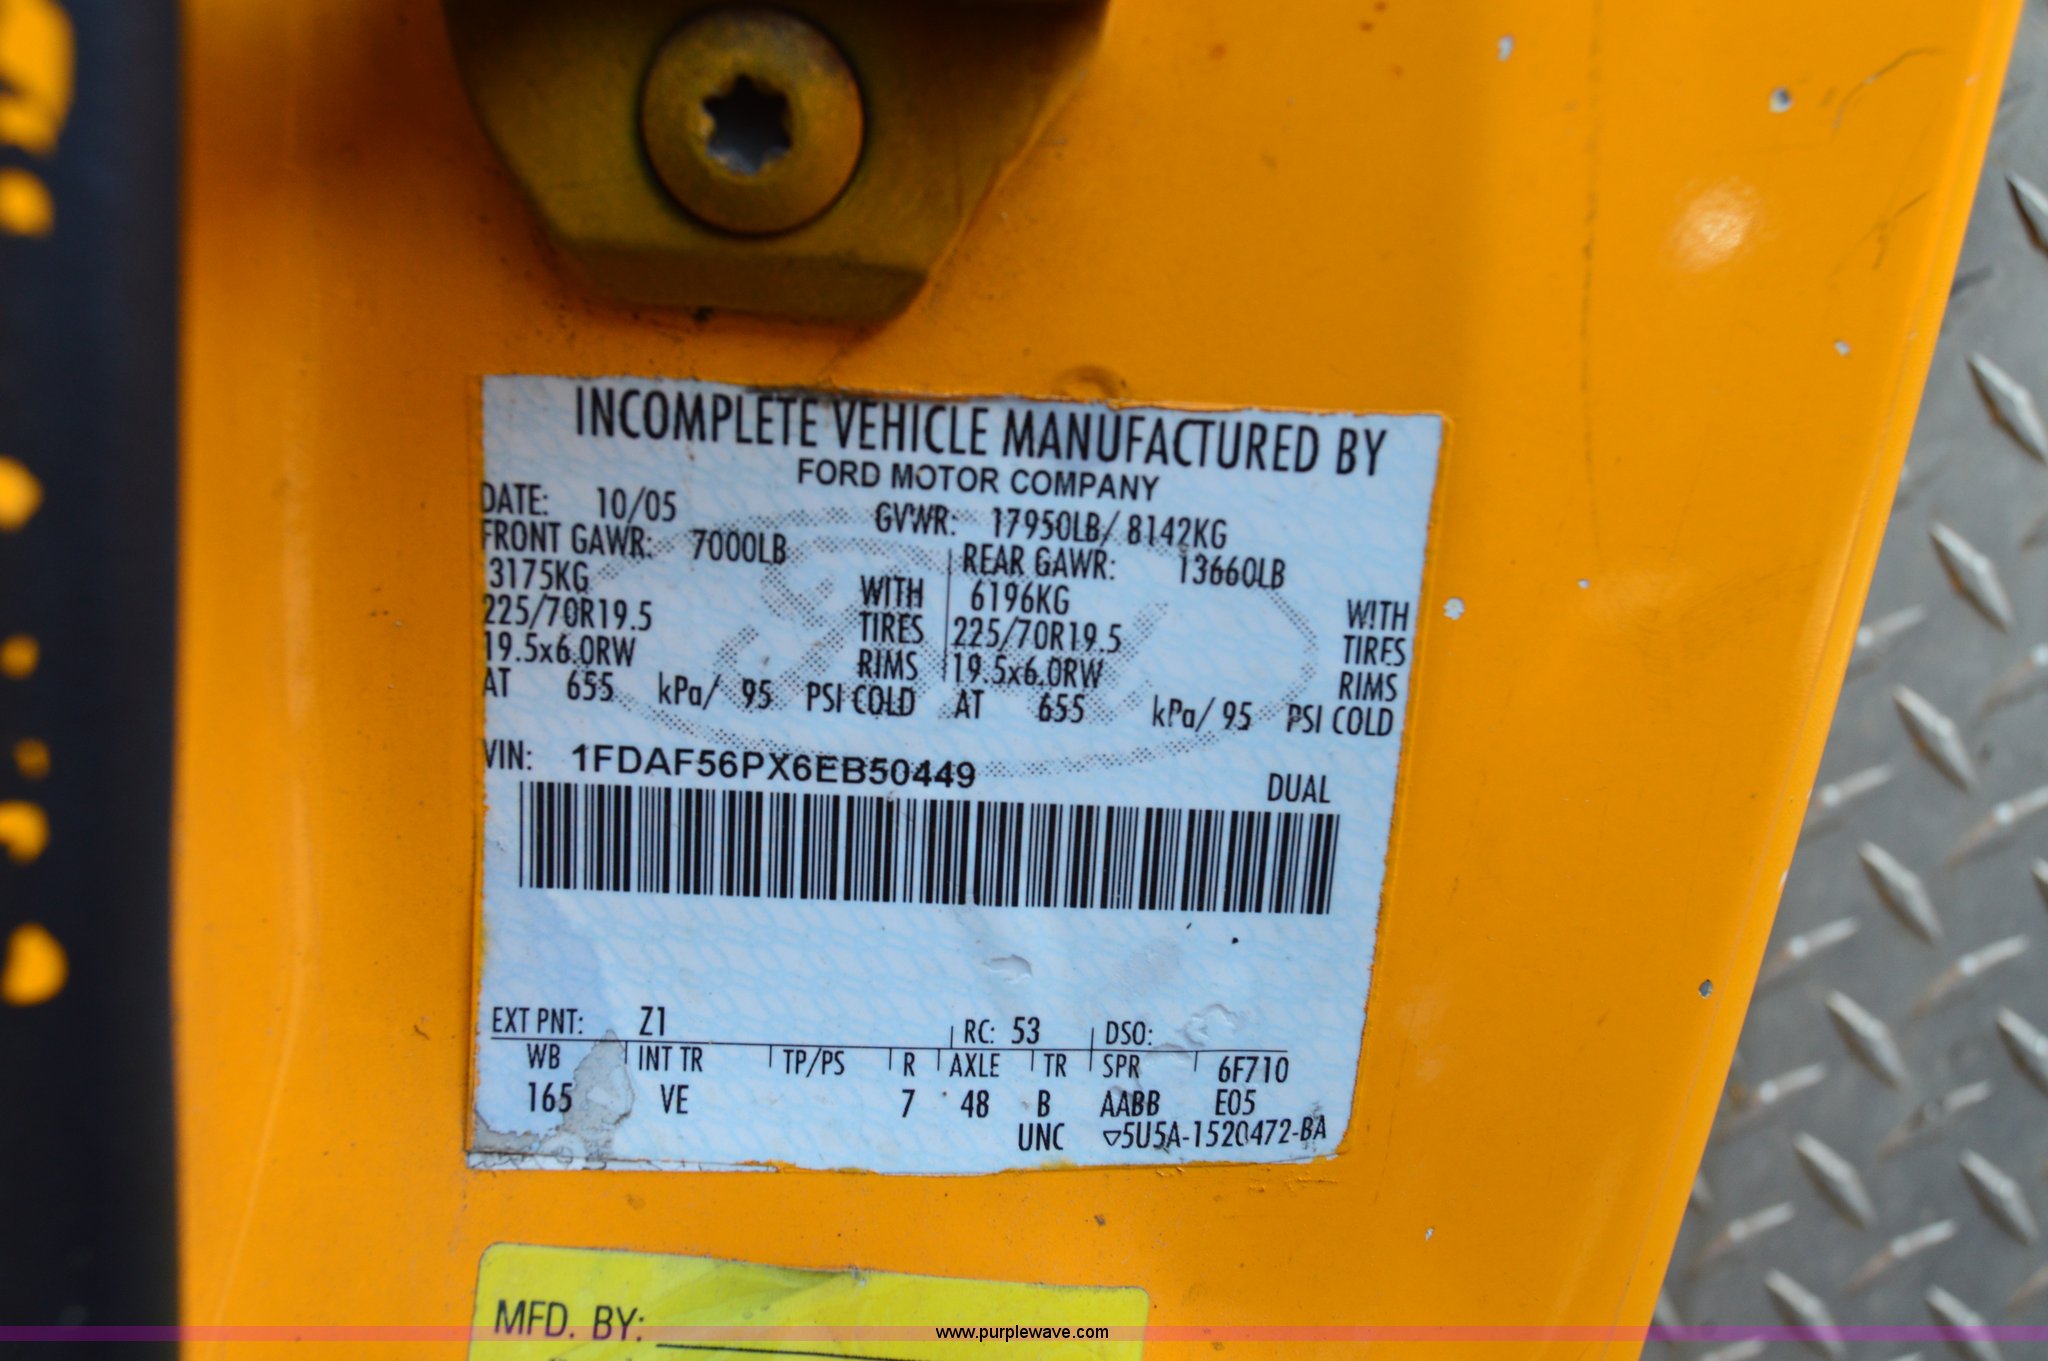 INCOMPLETE VEHICLE MANUFACTURED BY
FORD MOTOR COMPANY
DATE: 10/05 GVWR: 17950LB/ 8142KG
FRONT GAWR: 7000LB REAR GAWR: 13660LB
3175KG WITH 6196KG WITH
225/70R19.5 TIRES 225/70R19.5 TIRES
19.5x6.0RW RIMS 19.5x6.0RW RIMS
AT 655 kPa/ 95 PSI COLD AT 655 kPa/ 95 PSI COLD
VIN: 1FDAF56PX6EB50449 DUAL
EXT PNT: Z1 RC: 53 DSO:
WB INT TR TP/PS R AXLE TR SPR 6F710
165 VE 7 48 B AABB E05
UNC ▽5U5A-1520472-BA
MFD. BY:
www.purplewave.com